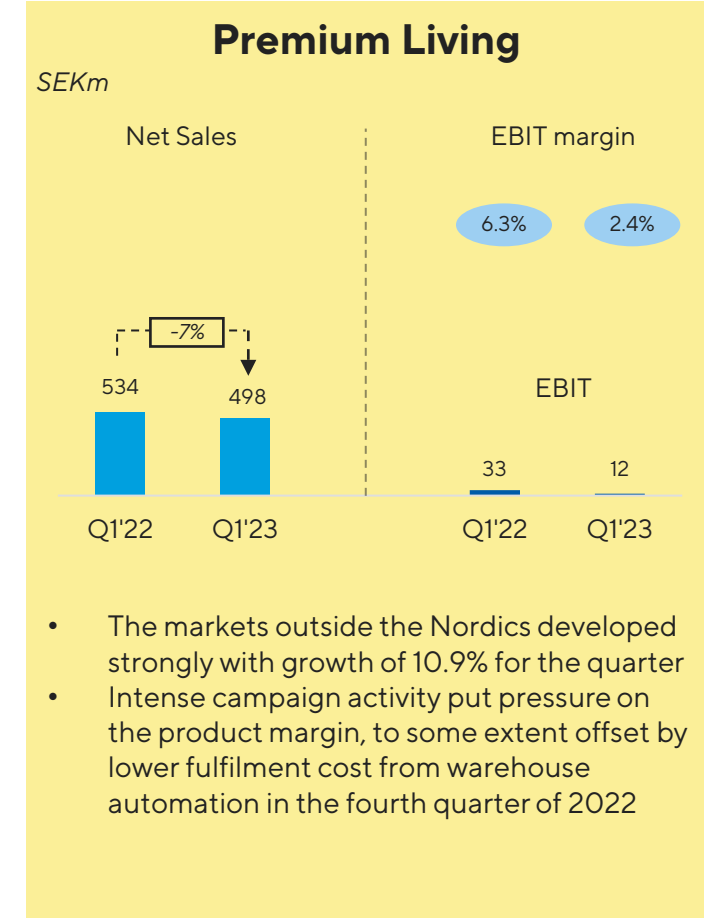 Premium Living
SEKm
Net Sales
EBIT margin
6.3%
2.4%
-7%
534
498
EBIT
33
12
Q1'22
Q1'23
Q1'22
Q1'23
• The markets outside the Nordics developed
strongly with growth of 10.9% for the quarter
• Intense campaign activity put pressure on
the product margin, to some extent offset by
lower fulfilment cost from warehouse
automation in the fourth quarter of 2022